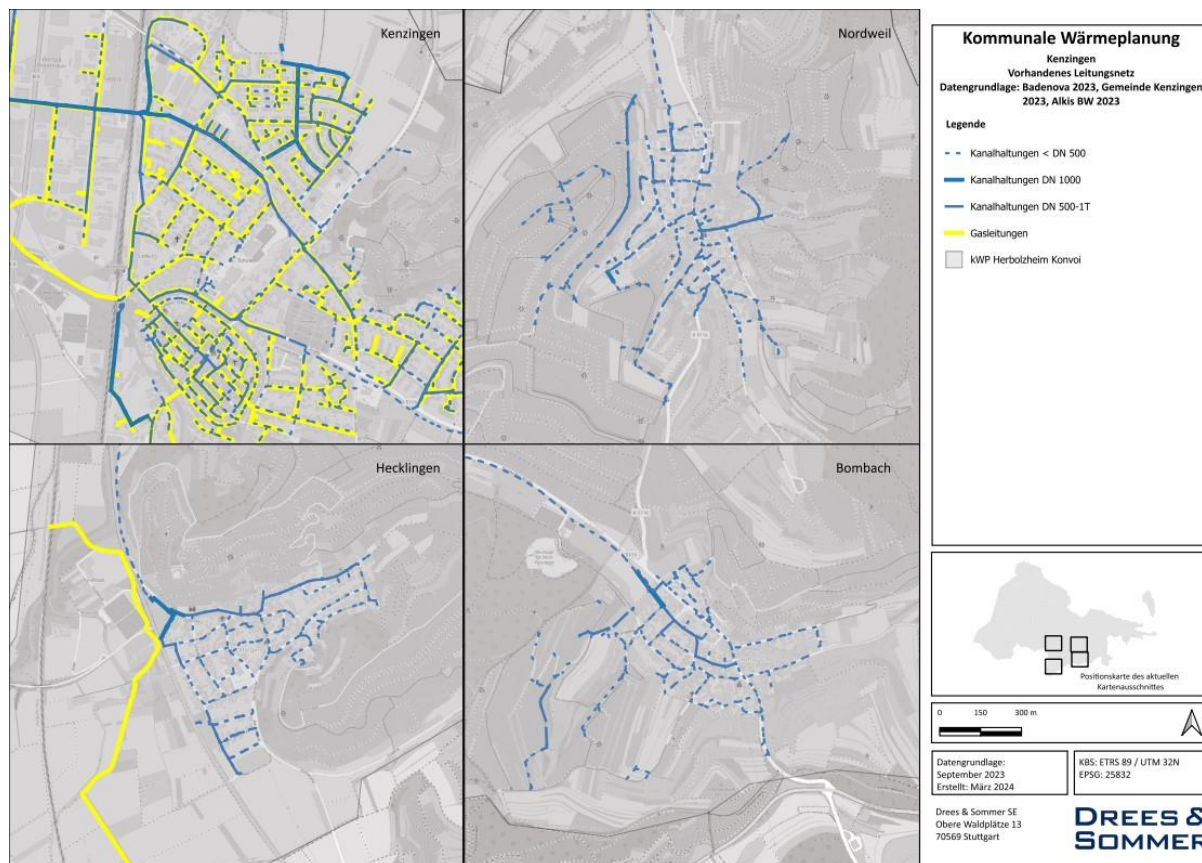 Kenzingen
Nordweil
Hecklingen
Bombach
Kommunale Wärmeplanung
Kenzingen
Vorhandenes Leitungsnetz
Datengrundlage: Badenova 2023, Gemeinde Kenzingen
2023, Alkis BW 2023
Legende
Kanalhaltungen < DN 500
Kanalhaltungen DN 1000
Kanalhaltungen DN 500-1T
Gasleitungen
kWP Herbolzheim Konvoi
Positionskarte des aktuellen
Kartenausschnittes
0 150 300 m
Datengrundlage:
September 2023
Erstellt: März 2024
KBS: ETRS 89 / UTM 32N
EPSG: 25832
Drees & Sommer SE
Obere Waldplätze 13
70569 Stuttgart
DREES &
SOMMER